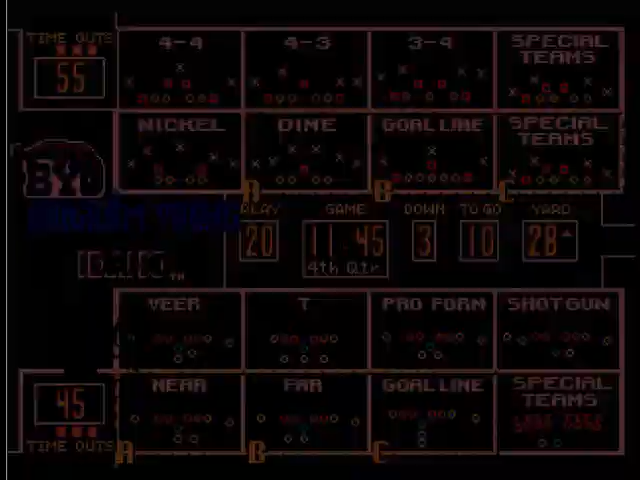 TIME OUTS
55
4-4
4-3
3-4
SPECIAL
TEAMS
NICKEL
DIME
GOAL LINE
SPECIAL
TEAMS
BYU
B
C
PLAY
GAME
DOWN
TO GO
YARD
20
11:45
3
10
28
4th Qtr
VEER
T
PRO FORM
SHOTGUN
NEAR
FAR
GOAL LINE
SPECIAL
TEAMS
45
TIME OUTS
A
B
C